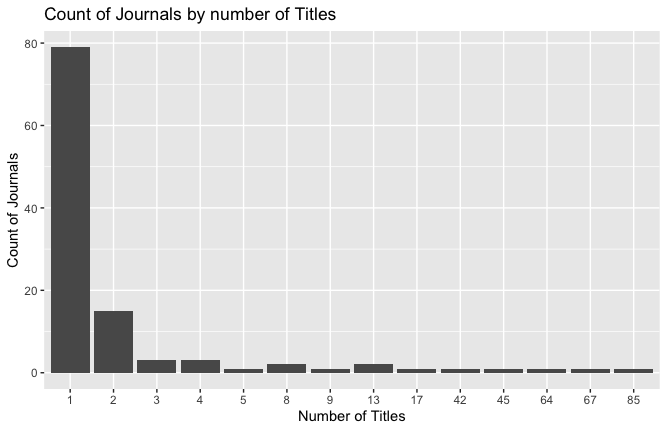 Count of Journals by number of Titles
80
60
40
20
0
Count of Journals
1 2 3 4 5 8 9 13 17 42 45 64 67 85
Number of Titles